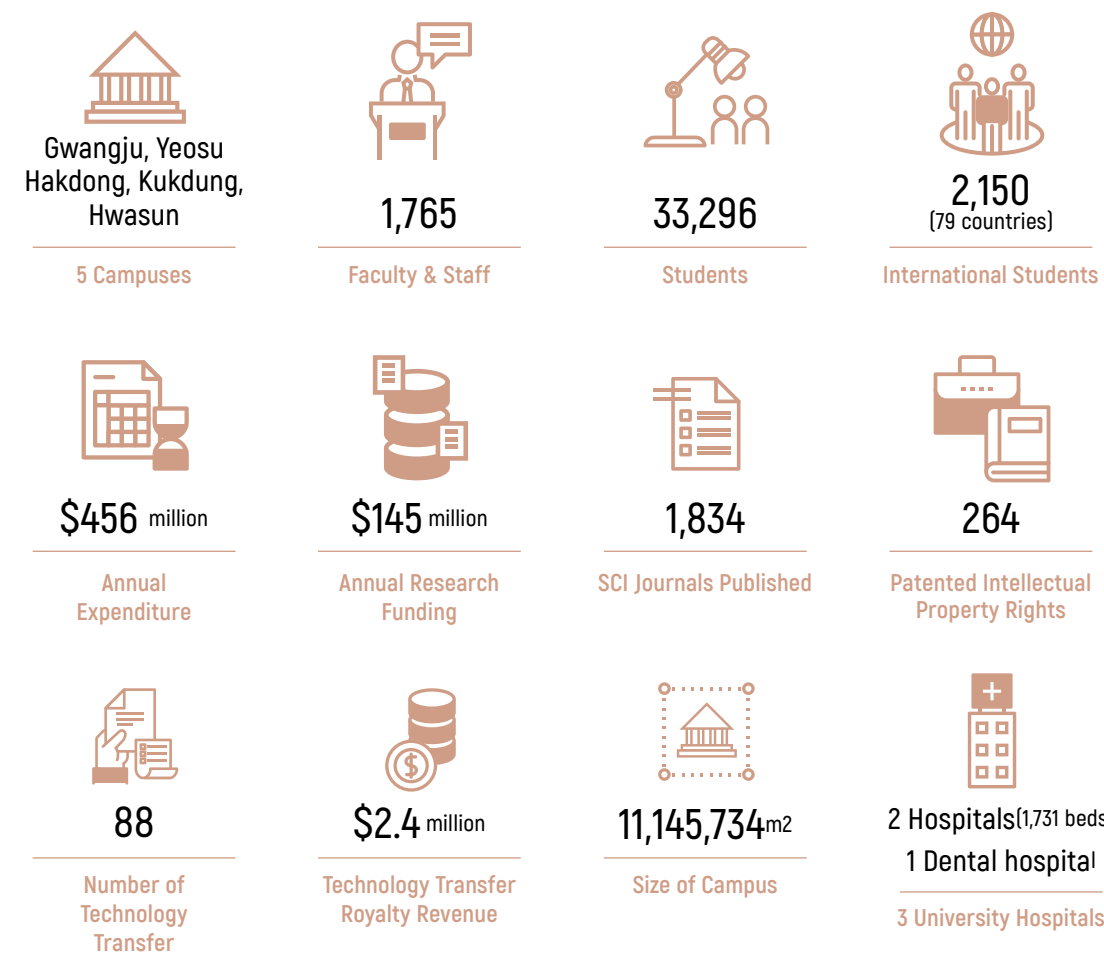 Gwangju, Yeosu
Hakdong, Kukdung,
Hwasun
5 Campuses
1,765
Faculty & Staff
33,296
Students
2,150
(79 countries)
International Students
$456 million
Annual
Expenditure
$145 million
Annual Research
Funding
1,834
SCI Journals Published
264
Patented Intellectual
Property Rights
88
Number of
Technology
Transfer
$2.4 million
Technology Transfer
Royalty Revenue
11,145,734m2
Size of Campus
2 Hospitals(1,731 beds
1 Dental hospital
3 University Hospitals